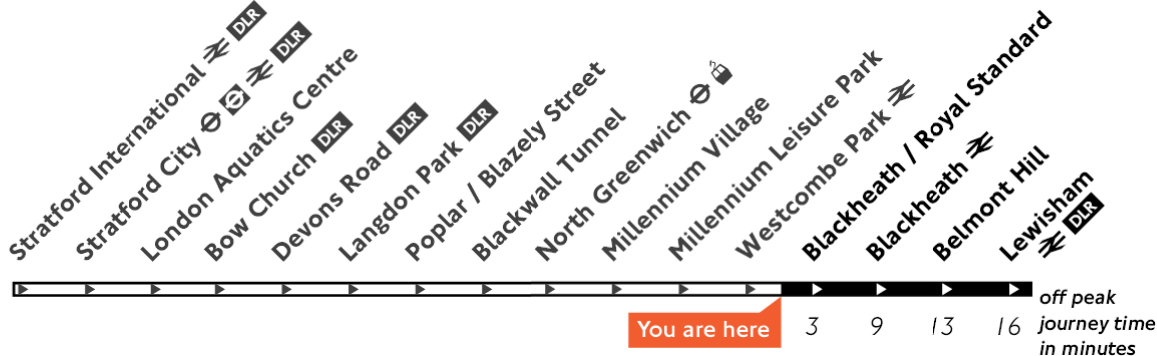 Stratford International DLR
Stratford City DLR
London Aquatics Centre
Bow Church DLR
Devons Road DLR
Langdon Park DLR
Poplar / Blazely Street
Blackwall Tunnel
North Greenwich
Millennium Village
Millennium Leisure Park
Westcombe Park
Blackheath / Royal Standard
Blackheath
Belmont Hill
Lewisham
DLR
You are here
3 9 13 16
off peak
journey time
in minutes